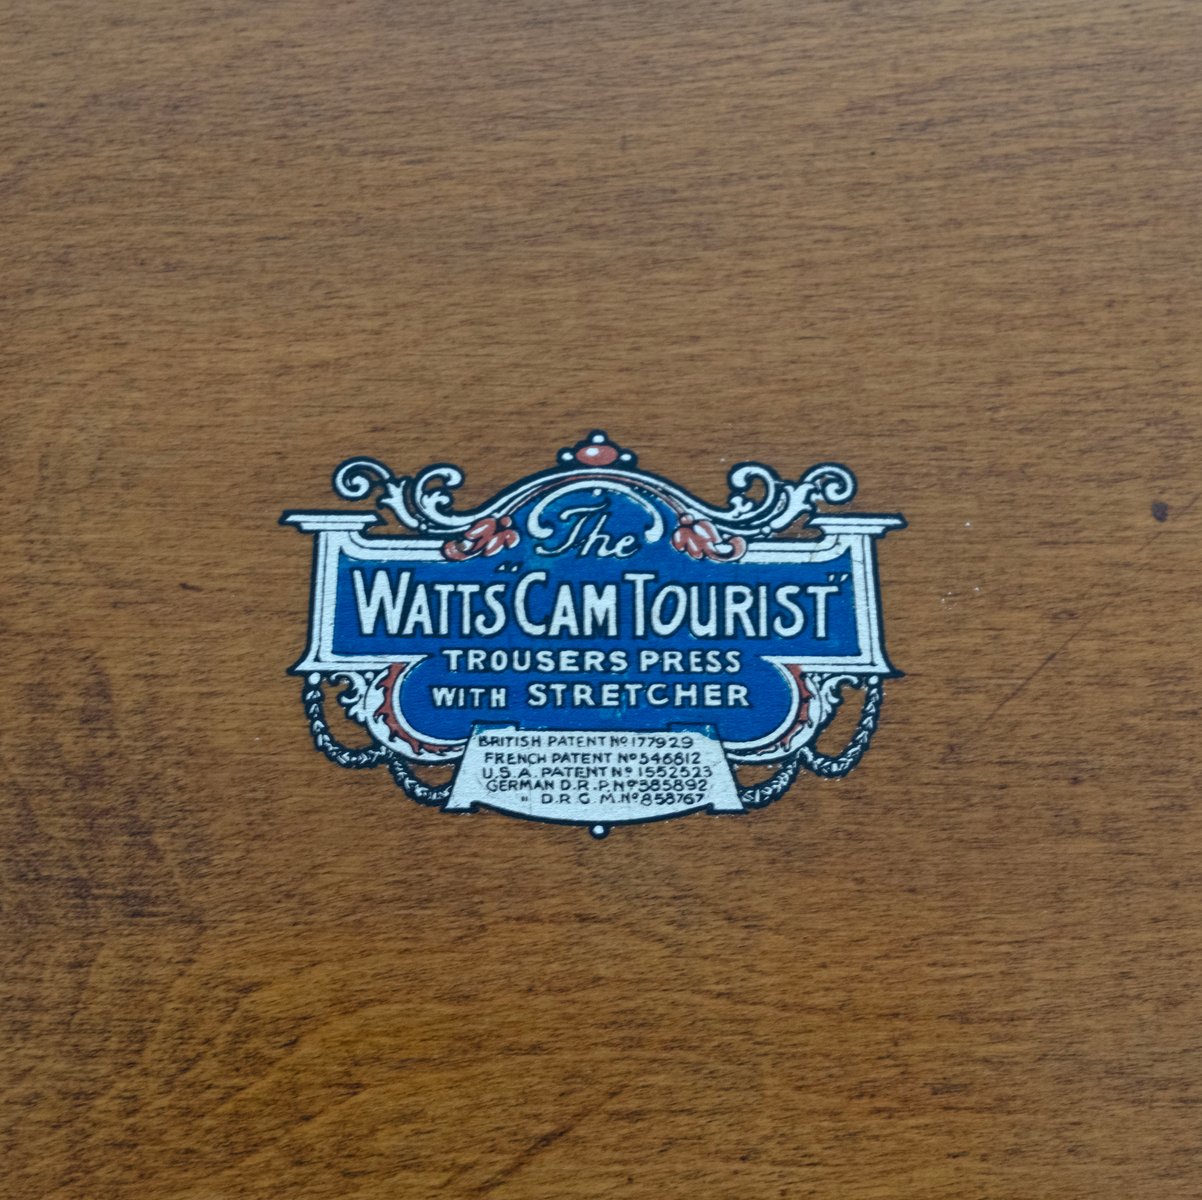 The
WATTS "CAM TOURIST"
TROUSERS PRESS
WITH STRETCHER
BRITISH PATENT No 177929
FRENCH PATENT No 546812
U.S.A. PATENT No 1552523
GERMAN D.R.P. No 385892
" D.R.G.M. No 858767